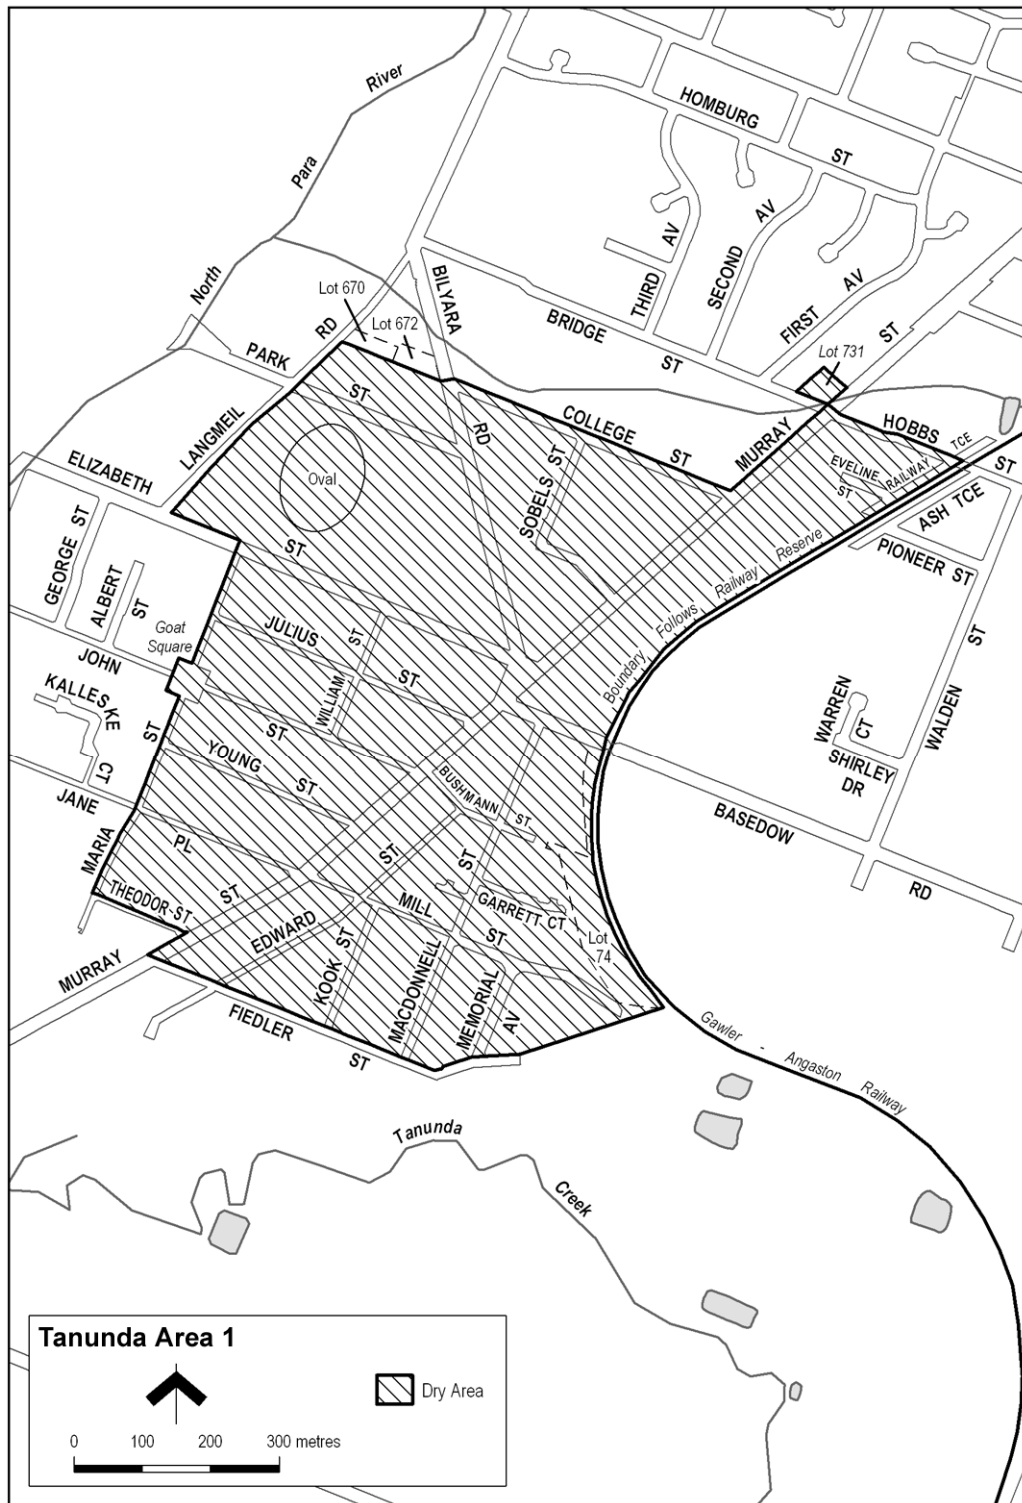 River
Para
North
HOMBURG
ST
THIRD
AV
SECOND
AV
FIRST
AV
ST
BILYARA
RD
BRIDGE
ST
Lot 670
Lot 672
Lot 731
PARK
ST
RD
LANGMEIL
COLLEGE
ST
MURRAY
HOBBS
ST
TCE
RAILWAY
EVELINE
ST
ASH TCE
PIONEER ST
ELIZABETH
ST
Oval
SOBELS ST
GEORGE ST
ALBERT
ST
Goat
Square
JOHN
ST
JULIUS
ST
WILLIAM
ST
Boundary Follows Railway Reserve
KALLESKE
CT
YOUNG
ST
JANE
PL
MARIA
ST
THEODOR ST
BUSHMANN
ST
BASEDOW
RD
WARREN
CT
SHIRLEY
DR
WALDEN
ST
MURRAY
ST
EDWARD
ST
MILL
ST
GARRETT CT
KOOK ST
MACDONNELL
ST
MEMORIAL
AV
Lot
74
FIEDLER
ST
Gawler - Angaston Railway
Tanunda
Creek
Tanunda Area 1
Dry Area
0 100 200 300 metres